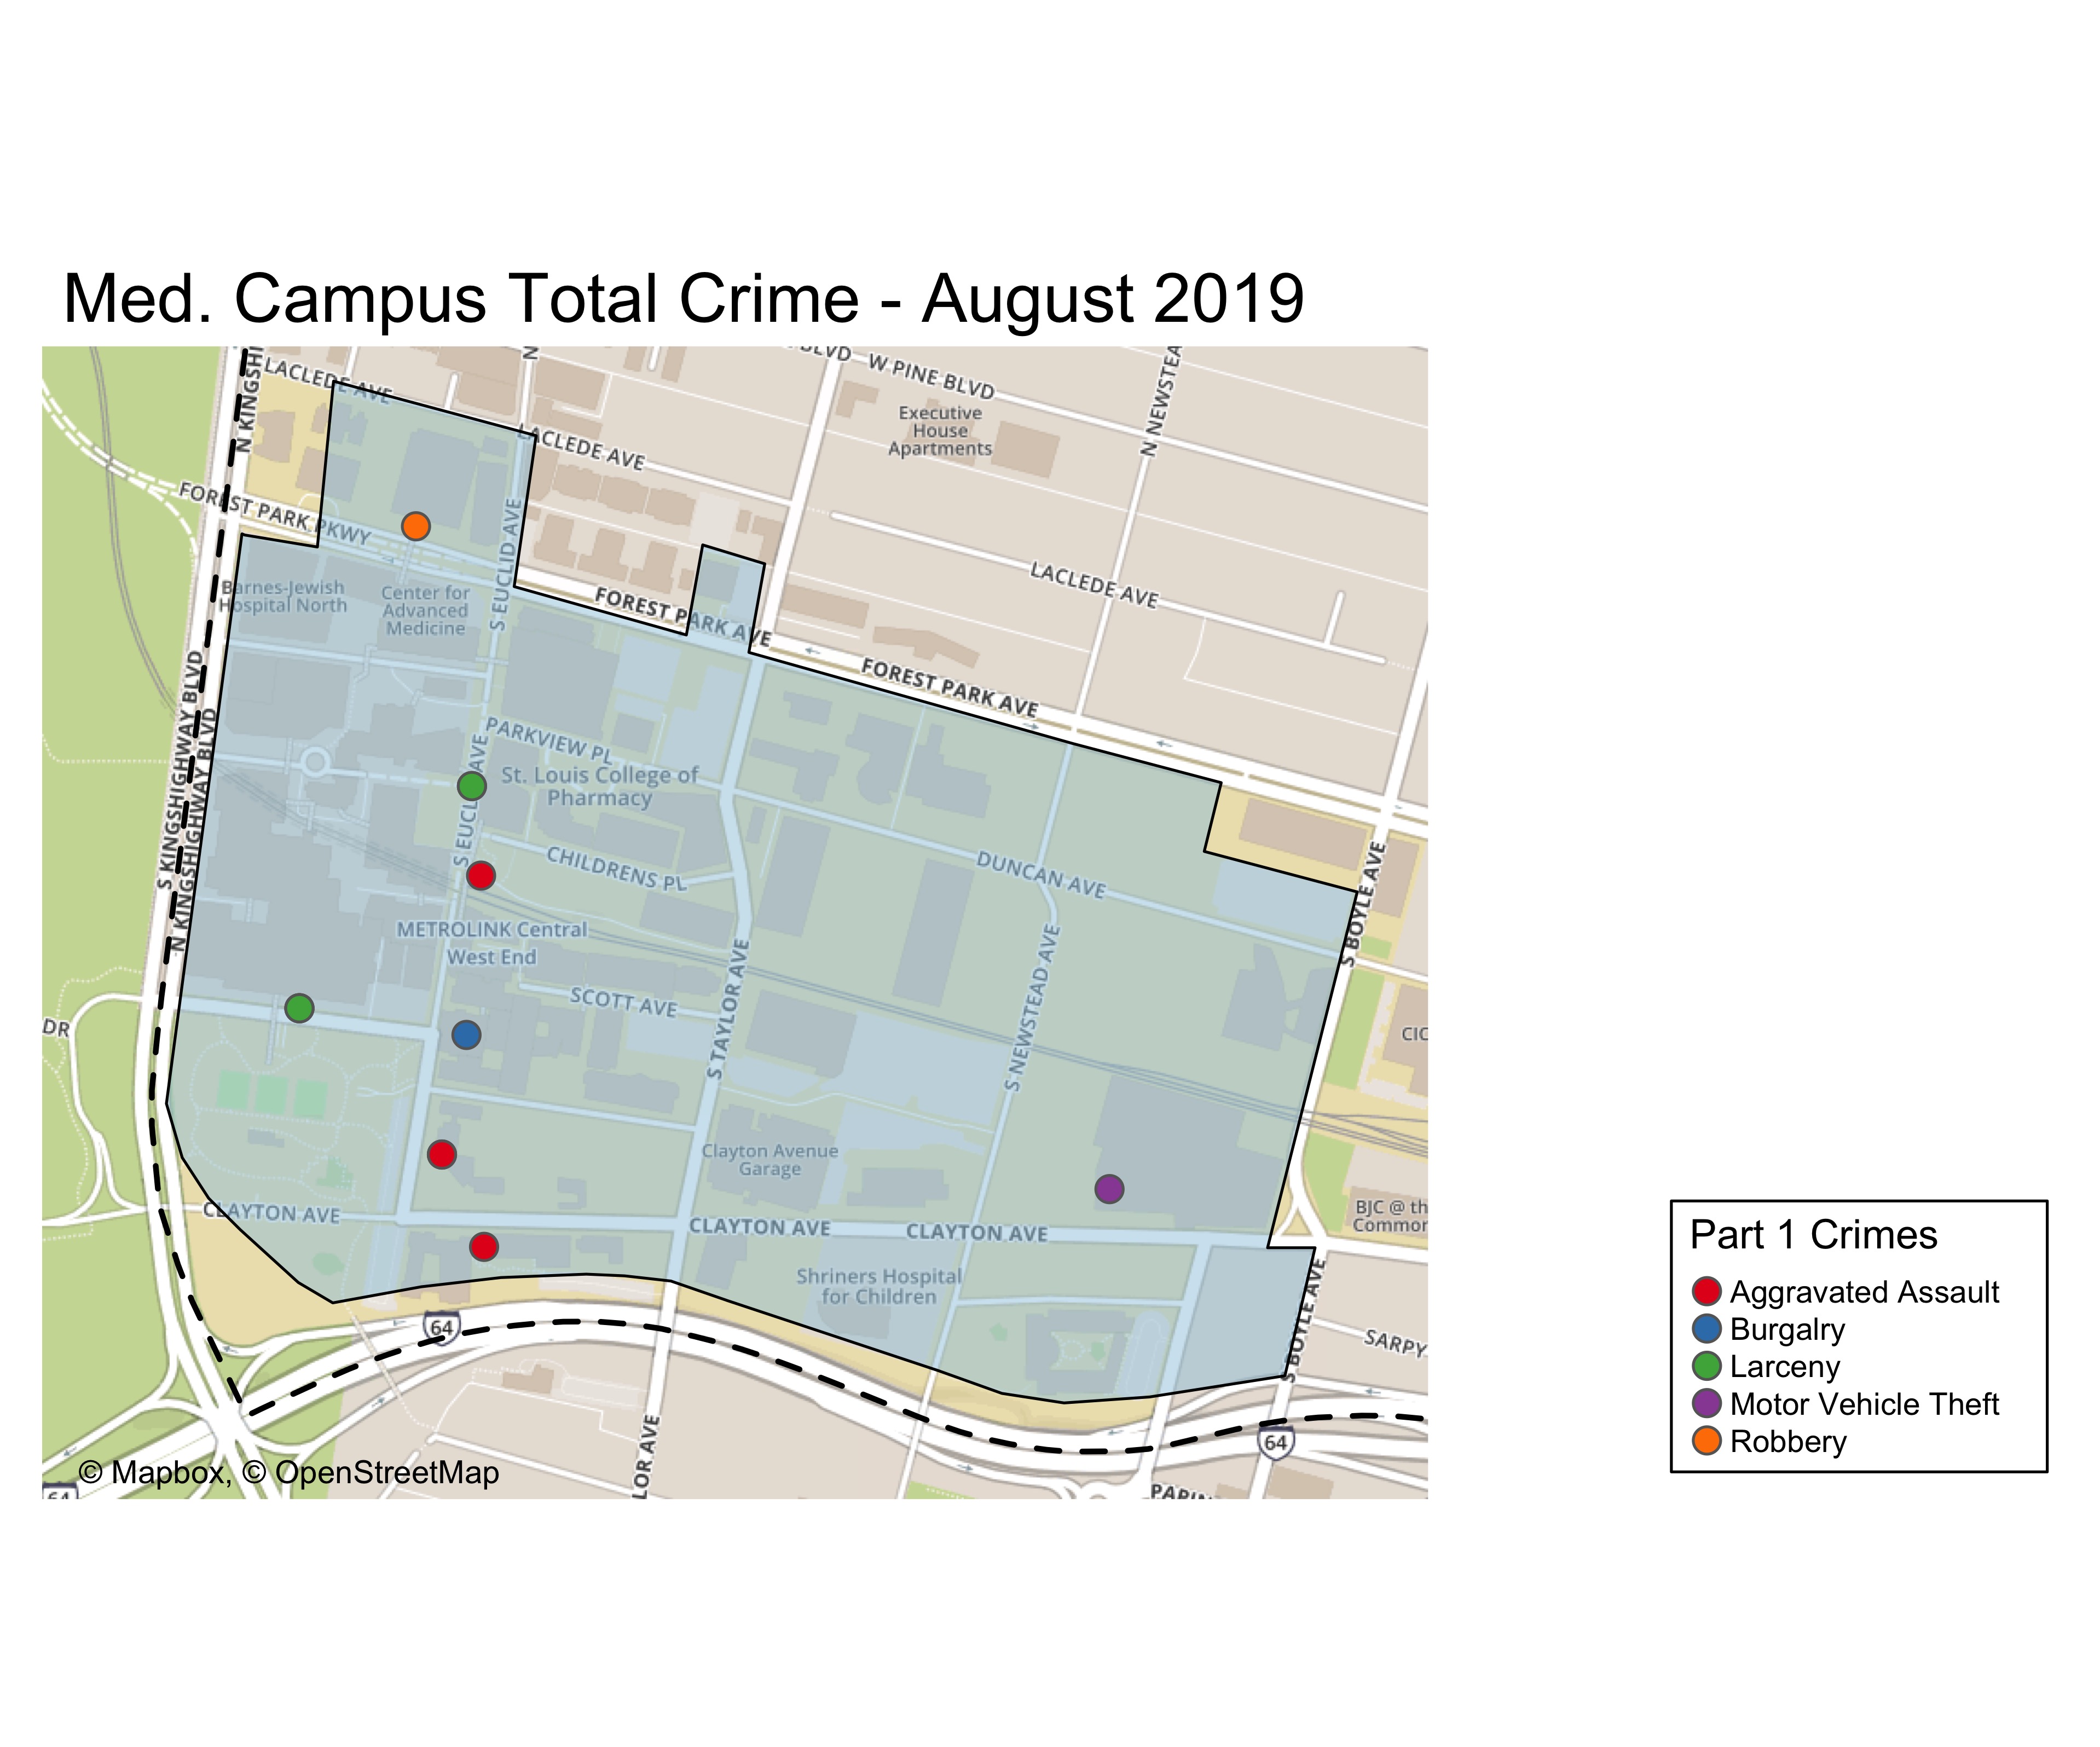 Med. Campus Total Crime - August 2019
N KINGSHI
LACLEDE AVE
N
BLVD
W PINE BLVD
N NEWSTEA
Executive
House
Apartments
LACLEDE AVE
FOREST PARK PKWY
S EUCLID AVE
LACLEDE AVE
Barnes-Jewish
Hospital North
Center for
Advanced
Medicine
FOREST PARK AVE
FOREST PARK AVE
S KINGSHIGHWAY BLVD
N KINGSHIGHWAY BLVD
PARKVIEW PL
St. Louis College of
Pharmacy
S EUCL AVE
CHILDRENS PL
DUNCAN AVE
S BOYLE AVE
METROLINK Central
West End
SCOTT AVE
S TAYLOR AVE
S NEWSTEAD AVE
DR
CIC
Clayton Avenue
Garage
BJC @ th
Commor
CLAYTON AVE
CLAYTON AVE
CLAYTON AVE
Shriners Hospital
for Children
S BOYLE AVE
SARPY
64
64
LOR AVE
64
© Mapbox, © OpenStreetMap
Part 1 Crimes
Aggravated Assault
Burgalry
Larceny
Motor Vehicle Theft
Robbery